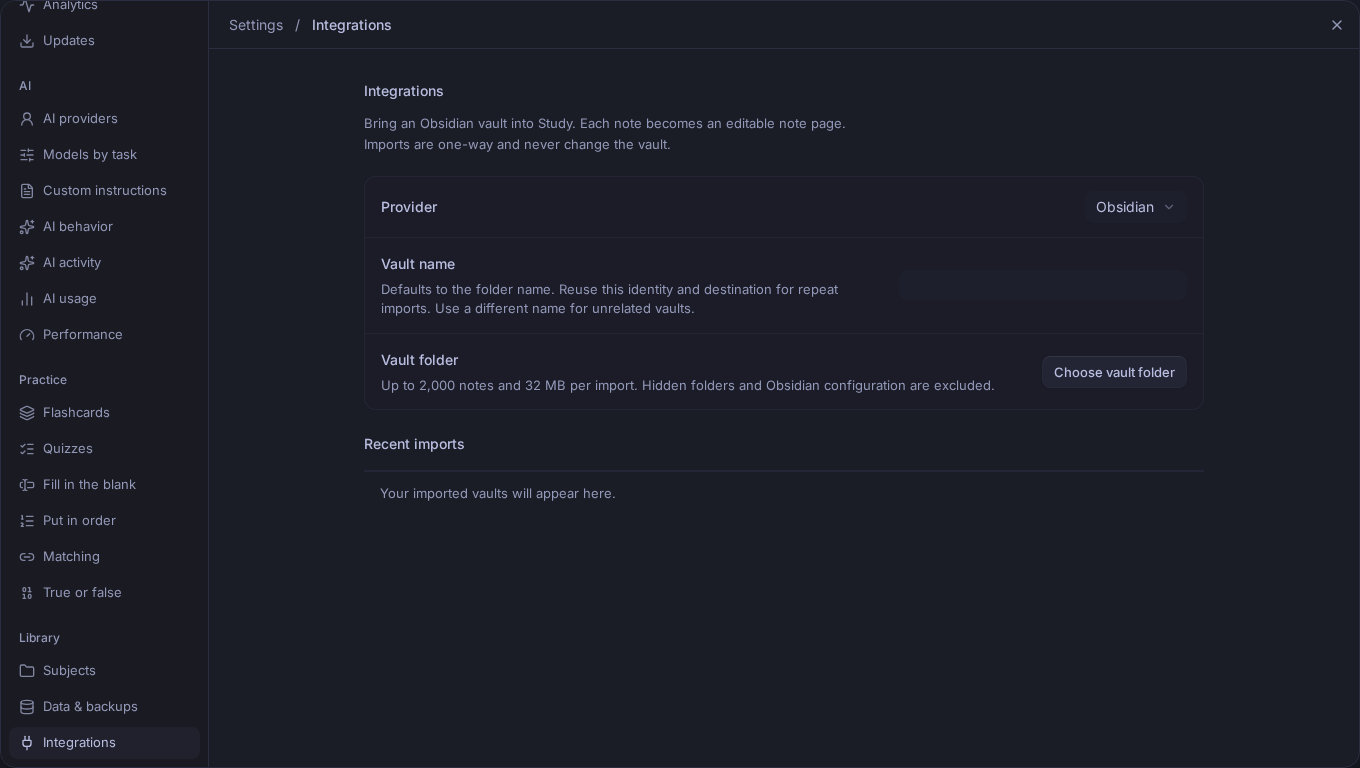 Analytics
Updates
AI
AI providers
Models by task
Custom instructions
AI behavior
AI activity
AI usage
Performance
Practice
Flashcards
Quizzes
Fill in the blank
Put in order
Matching
True or false
Library
Subjects
Data & backups
Integrations
Settings / Integrations
Integrations
Bring an Obsidian vault into Study. Each note becomes an editable note page.
Imports are one-way and never change the vault.
Provider
Obsidian
Vault name
Defaults to the folder name. Reuse this identity and destination for repeat
imports. Use a different name for unrelated vaults.
Vault folder
Up to 2,000 notes and 32 MB per import. Hidden folders and Obsidian configuration are excluded.
Choose vault folder
Recent imports
Your imported vaults will appear here.